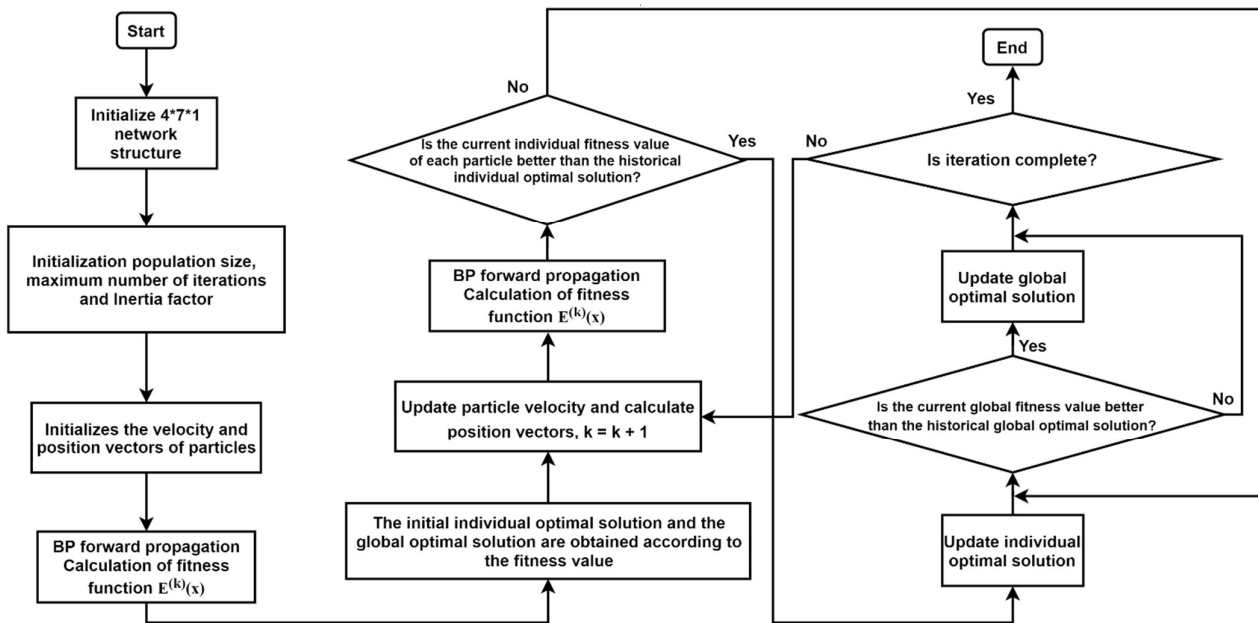 Start
Initialize 4*7*1
network
structure
Initialization population size,
maximum number of iterations
and Inertia factor
Initializes the velocity and
position vectors of particles
BP forward propagation
Calculation of fitness
function E^(k)(x)
The initial individual optimal solution and the
global optimal solution are obtained according to
the fitness value
Update particle velocity and calculate
position vectors, k = k + 1
BP forward propagation
Calculation of fitness
function E^(k)(x)
Is the current individual fitness value
of each particle better than the historical
individual optimal solution?
No
Yes
Update individual
optimal solution
Is the current global fitness value better
than the historical global optimal solution?
No
Yes
Update global
optimal solution
Is iteration complete?
No
Yes
End